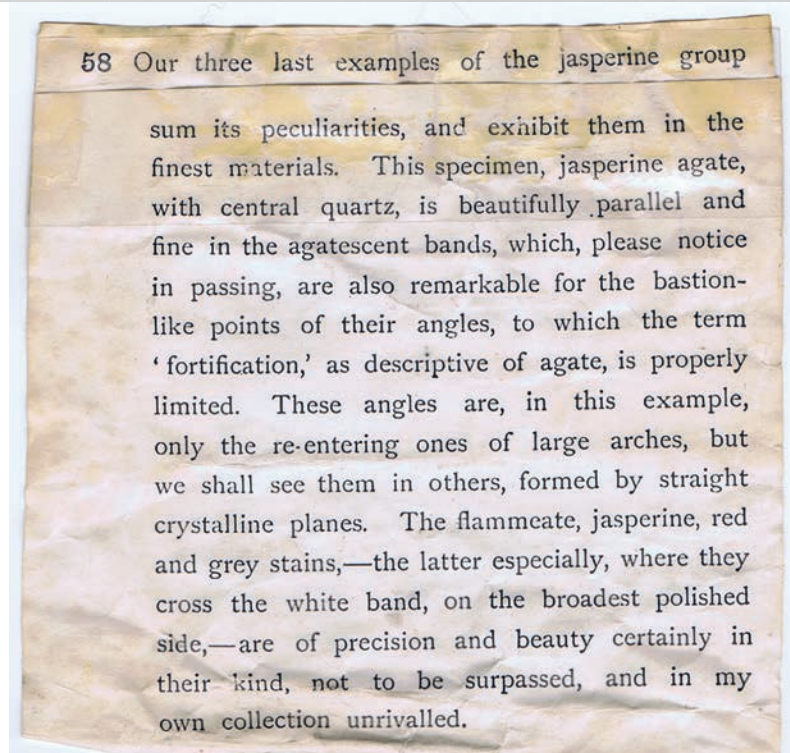 58 Our three last examples of the jasperine group
sum its peculiarities, and exhibit them in the
finest materials. This specimen, jasperine agate,
with central quartz, is beautifully parallel and
fine in the agatescent bands, which, please notice
in passing, are also remarkable for the bastion-
like points of their angles, to which the term
‘ fortification,’ as descriptive of agate, is properly
limited. These angles are, in this example,
only the re-entering ones of large arches, but
we shall see them in others, formed by straight
crystalline planes. The flammeate, jasperine, red
and grey stains,—the latter especially, where they
cross the white band, on the broadest polished
side,—are of precision and beauty certainly in
their kind, not to be surpassed, and in my
own collection unrivalled.